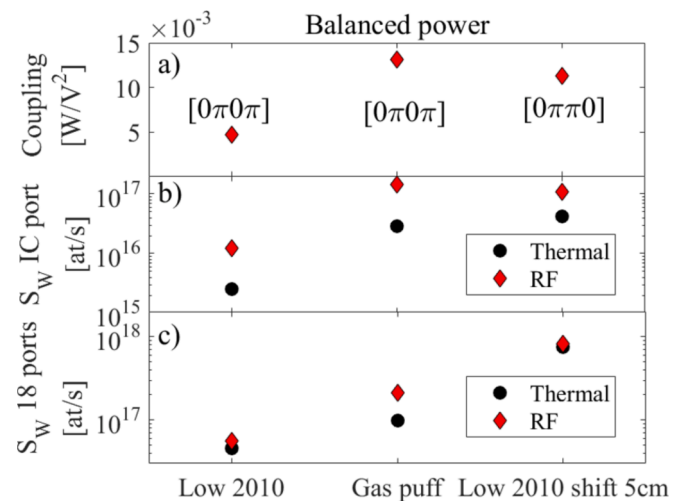 Balanced power
×10⁻³
15
10
5
Coupling
[W/V²]
a)
[0π0π]
[0π0π]
[0ππ0]
10¹⁷
10¹⁶
10¹⁵
S_W IC port
[at/s]
b)
Thermal
RF
10¹⁸
10¹⁷
S_W 18 ports
[at/s]
c)
Thermal
RF
Low 2010
Gas puff
Low 2010 shift 5cm